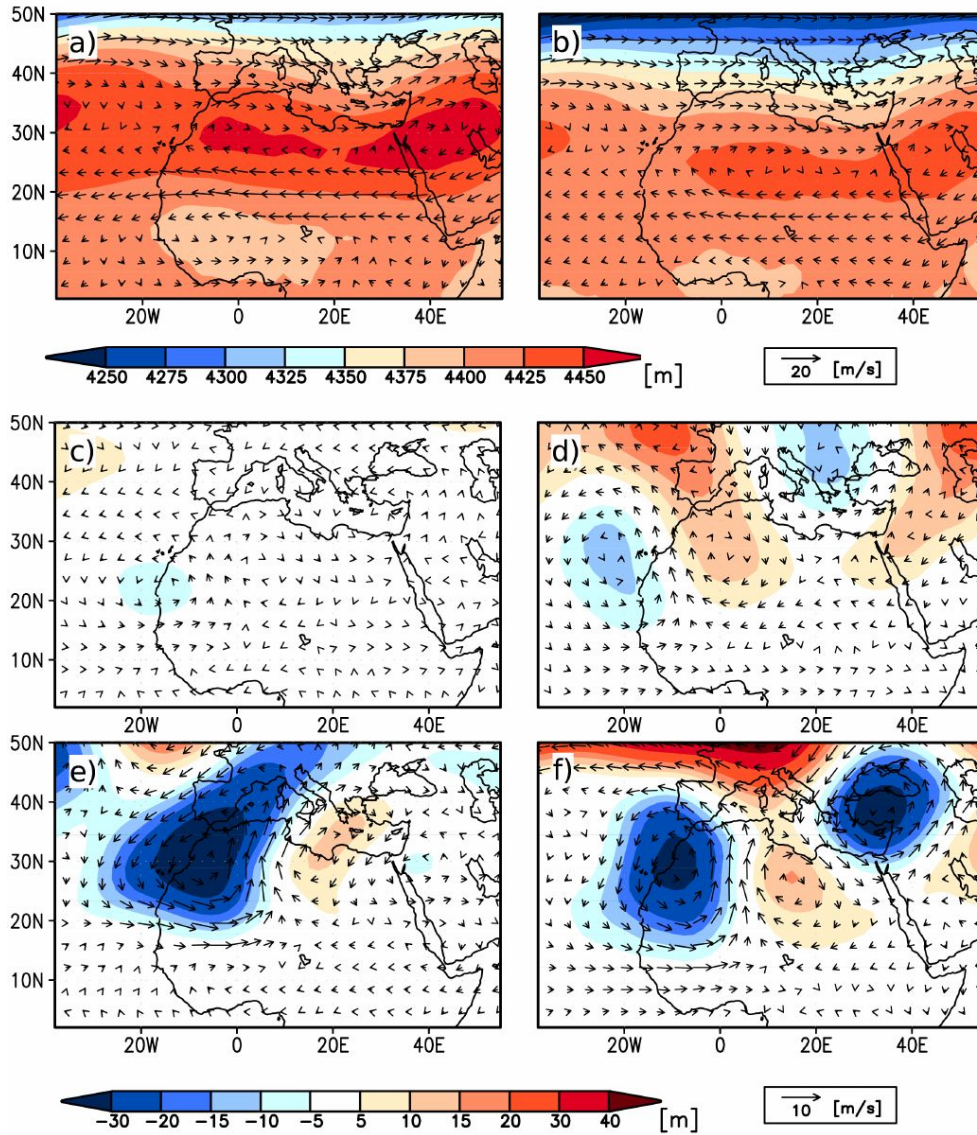 50N
40N
30N
20N
10N
a)
b)
20W 0 20E 40E
20W 0 20E 40E
4250 4275 4300 4325 4350 4375 4400 4425 4450 [m]
20 [m/s]
50N
40N
30N
20N
10N
c)
d)
20W 0 20E 40E
20W 0 20E 40E
50N
40N
30N
20N
10N
e)
f)
20W 0 20E 40E
20W 0 20E 40E
-30 -20 -15 -10 -5 5 10 15 20 30 40 [m]
10 [m/s]